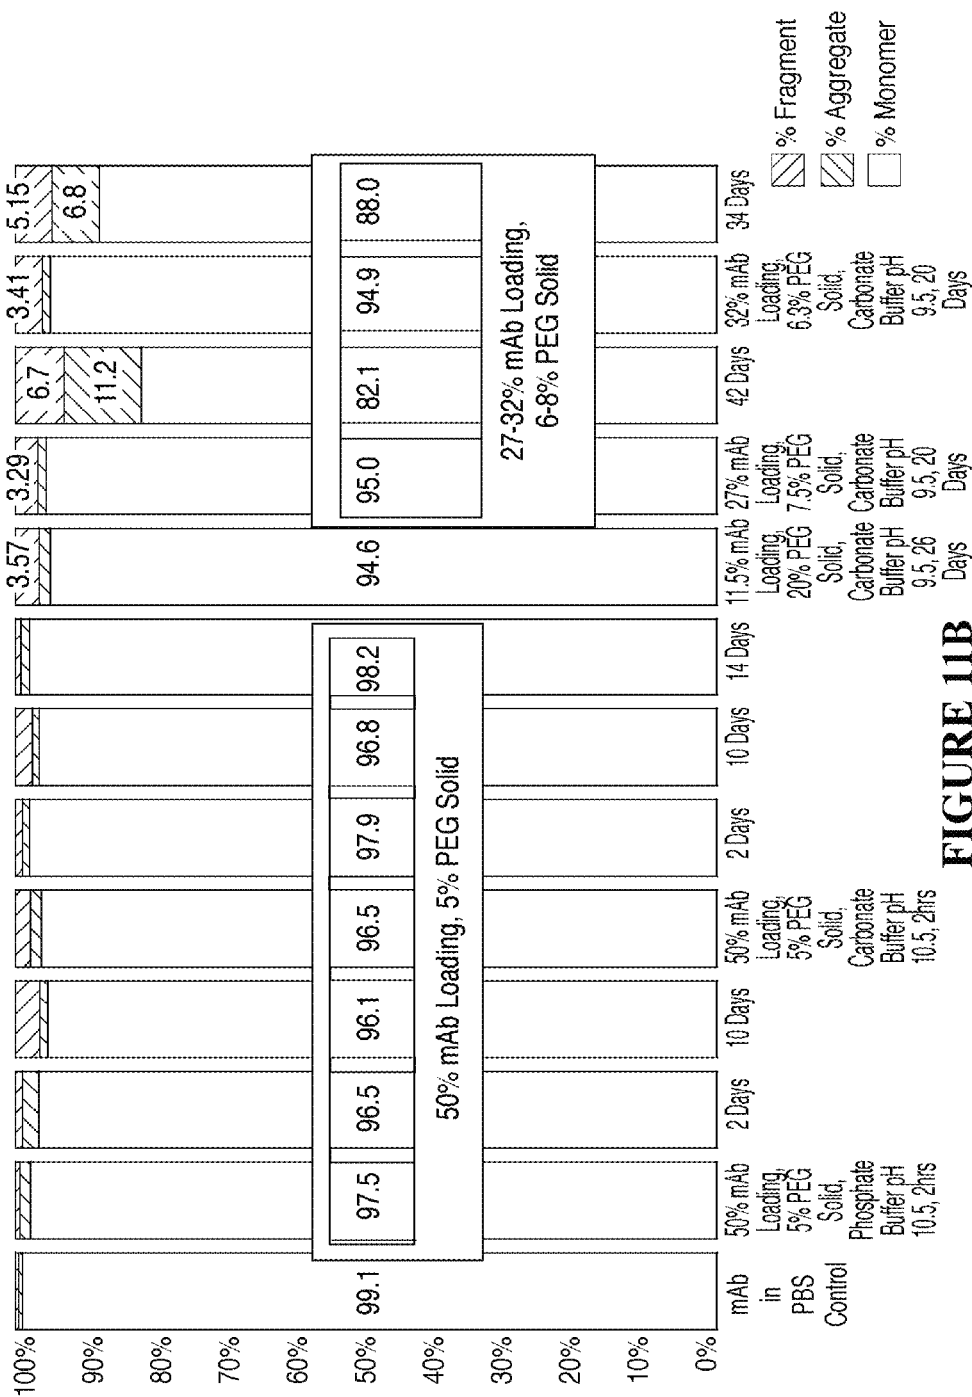 100%
90%
80%
70%
60%
50%
40%
30%
20%
10%
0%
3.57
3.29
6.7
11.2
3.41
5.15
6.8
99.1
97.5
96.5
96.1
96.5
97.9
96.8
98.2
50% mAb Loading, 5% PEG Solid
94.6
95.0
82.1
94.9
88.0
27-32% mAb Loading,
6-8% PEG Solid
mAb
in
PBS
Control
50% mAb
Loading,
5% PEG
Solid,
Phosphate
Buffer pH
10.5, 2hrs
2 Days
10 Days
50% mAb
Loading,
5% PEG
Solid,
Carbonate
Buffer pH
10.5, 2hrs
2 Days
10 Days
14 Days
11.5% mAb
Loading,
20% PEG
Solid,
Carbonate
Buffer pH
9.5, 26
Days
27% mAb
Loading,
7.5% PEG
Solid,
Carbonate
Buffer pH
9.5, 20
Days
42 Days
32% mAb
Loading,
6.3% PEG
Solid,
Carbonate
Buffer pH
9.5, 20
Days
34 Days
% Fragment
% Aggregate
% Monomer
FIGURE 11B